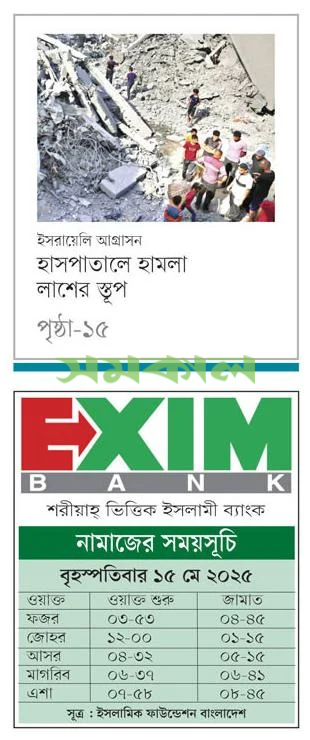 ইসরায়েলি আগ্রাসন
হাসপাতালে হামলা
লাশের স্তূপ
পৃষ্ঠা-১৫
সমকাল
EXIM
BANK
শরীয়াহ্ ভিত্তিক ইসলামী ব্যাংক
নামাজের সময়সূচি
বৃহস্পতিবার ১৫ মে ২০২৫
ওয়াক্ত ওয়াক্ত শুরু জামাত
ফজর ০৩-৫৩ ০৪-৪৫
জোহর ১২-০০ ০১-১৫
আসর ০৪-৩২ ০৫-১৫
মাগরিব ০৬-৩৭ ০৬-৪১
এশা ০৭-৫৮ ০৮-৪৫
সূত্র : ইসলামিক ফাউন্ডেশন বাংলাদেশ